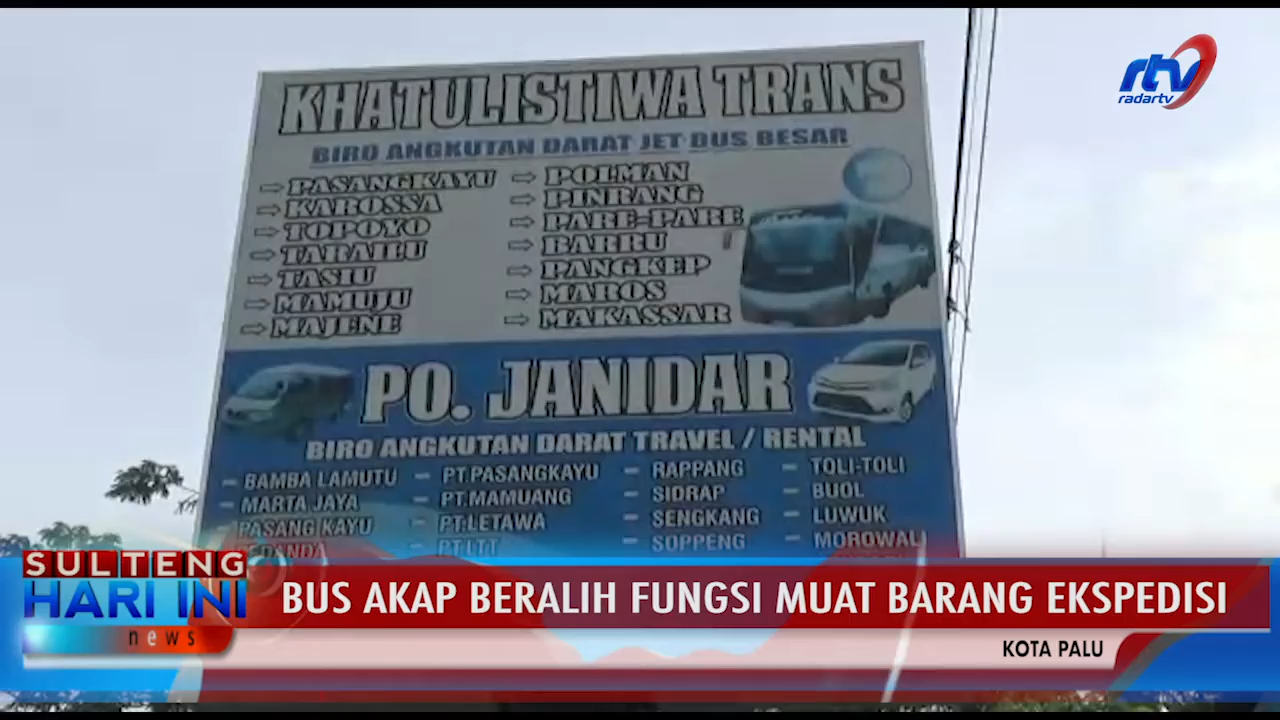 rtv
radartv
KHATULISTIWA TRANS
BIRO ANGKUTAN DARAT JET BUS BESAR
PASANGKAYU
KAROSSA
TOPOYO
TARAILU
TASIU
MAMUJU
MAJENE
POLMAN
PINRANG
PARE-PARE
BARRU
PANGKEP
MAROS
MAKASSAR
PO. JANIDAR
BIRO ANGKUTAN DARAT TRAVEL / RENTAL
- BAMBA LAMUTU
- MARTA JAYA
PASANG KAYU
- PT.PASANGKAYU
- PT.MAMUANG
- PT.LETAWA
- PT.LTT
- RAPPANG
- SIDRAP
- SENGKANG
- SOPPENG
- TOLI-TOLI
- BUOL
- LUWUK
- MOROWALI
SULTENG
HARI INI
news
BUS AKAP BERALIH FUNGSI MUAT BARANG EKSPEDISI
KOTA PALU